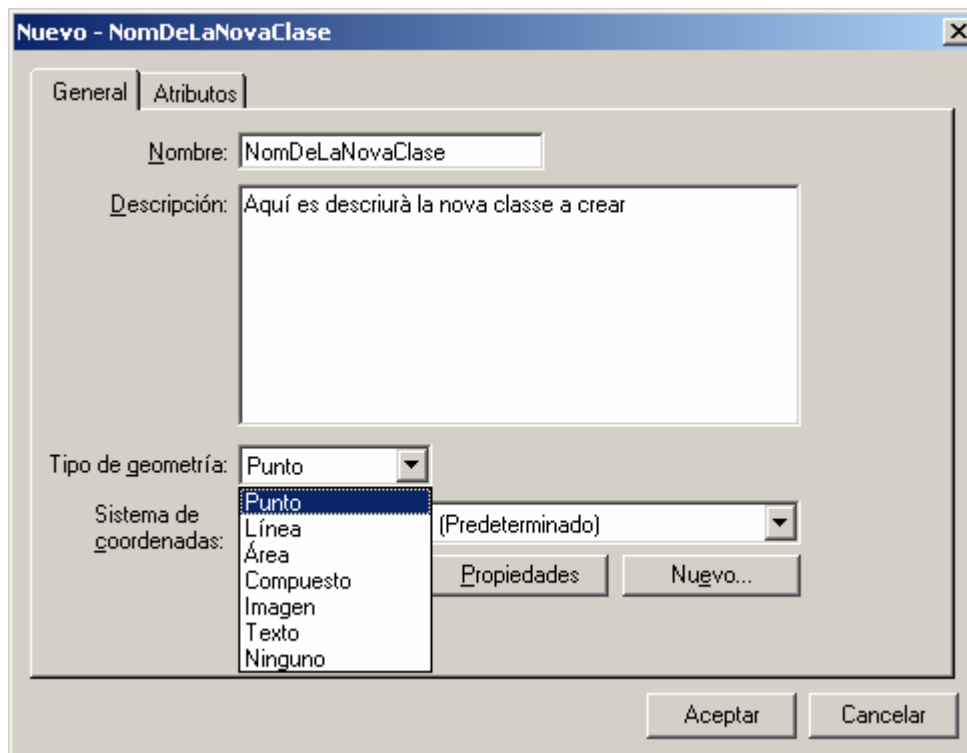 Nuevo - NomDeLaNovaClase
General Atributos
Nombre: NomDeLaNovaClase
Descripción: Aquí es descriurà la nova classe a crear
Tipo de geometría: Punto
Punto
Línea
Área
Compuesto
Imagen
Texto
Ninguno
Sistema de
coordenadas:
(Predeterminado)
Propiedades Nuevo...
Aceptar Cancelar